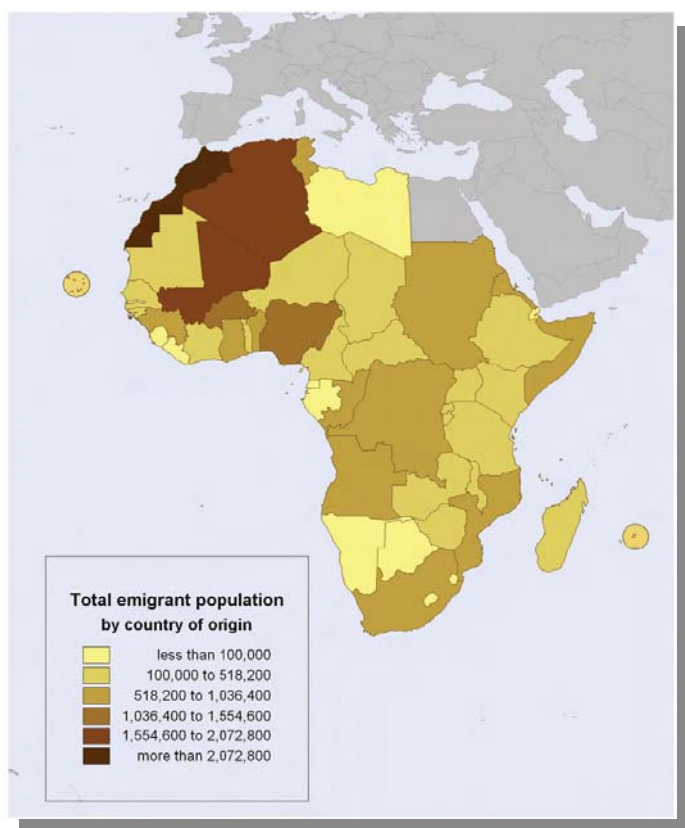 Total emigrant population
by country of origin
less than 100,000
100,000 to 518,200
518,200 to 1,036,400
1,036,400 to 1,554,600
1,554,600 to 2,072,800
more than 2,072,800